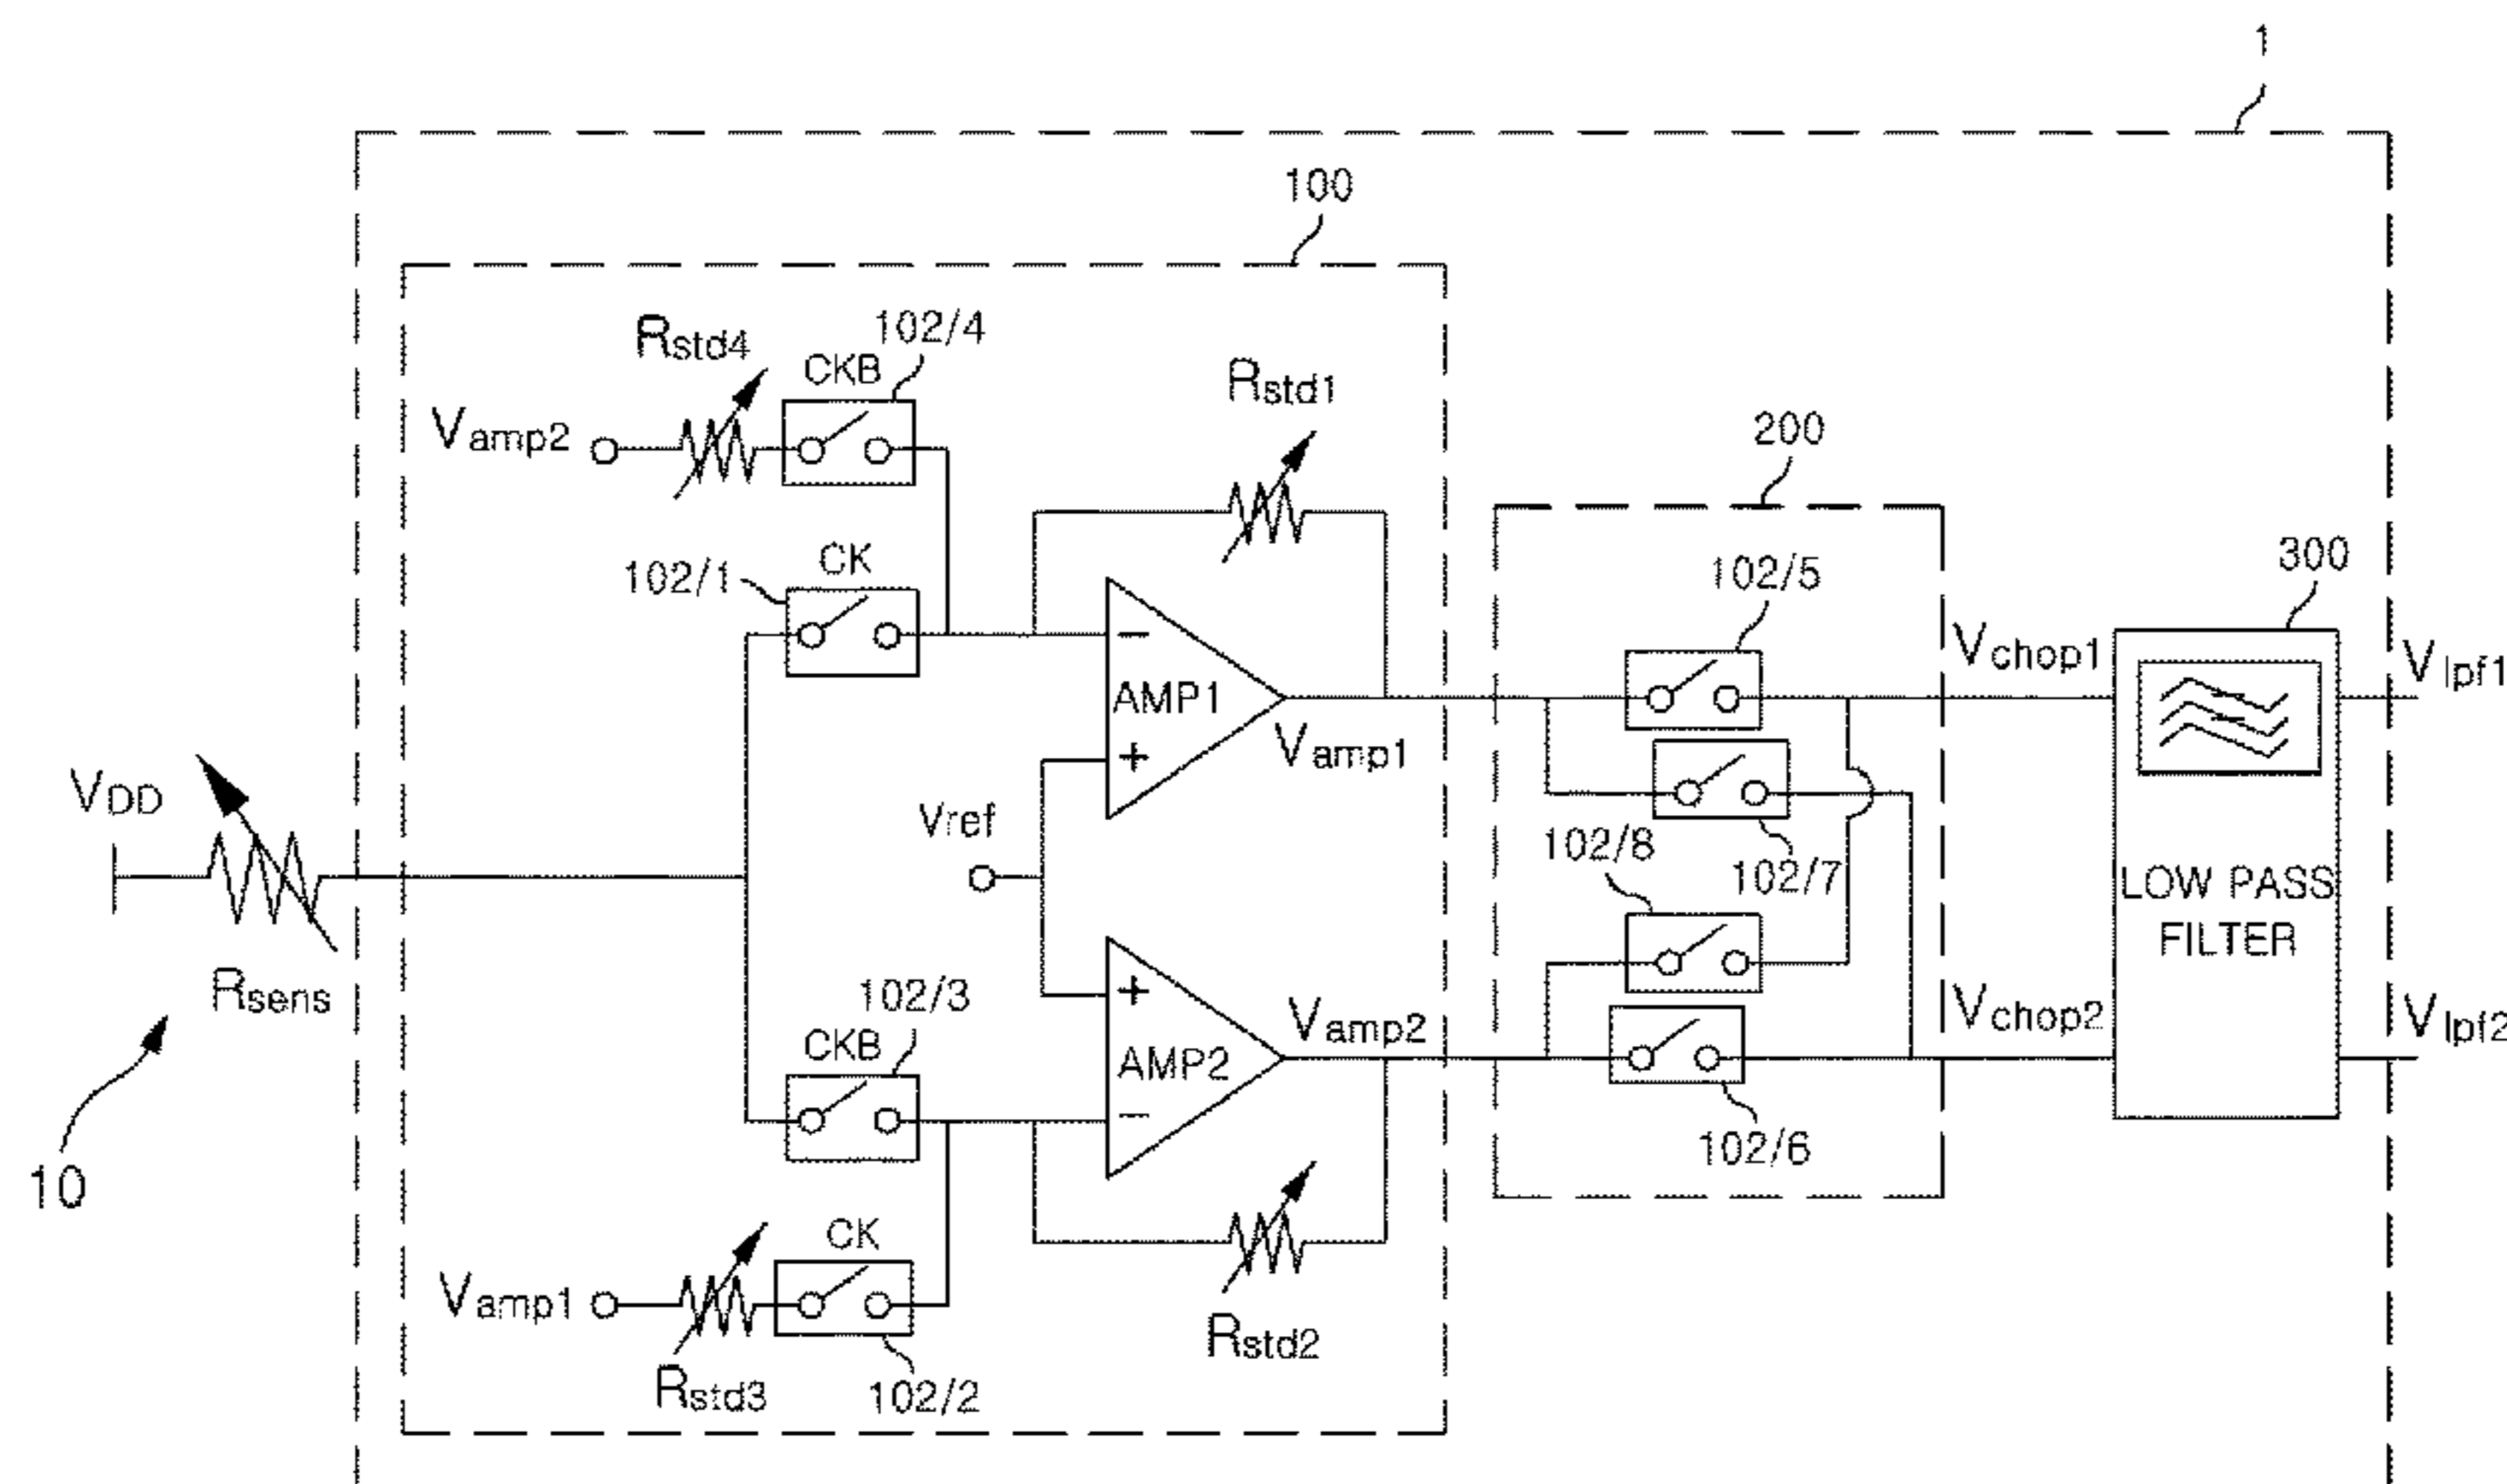 1
100
Rstd4
102/4
CKB
Vamp2
Rstd1
200
102/1
CK
102/5
300
Vchop1
Vlpf1
AMP1
Vamp1
VDD
Vref
102/8
102/7
LOW PASS
FILTER
Rsens
102/3
CKB
Vamp2
Vchop2
Vlpf2
AMP2
102/6
10
CK
Vamp1
Rstd2
Rstd3
102/2